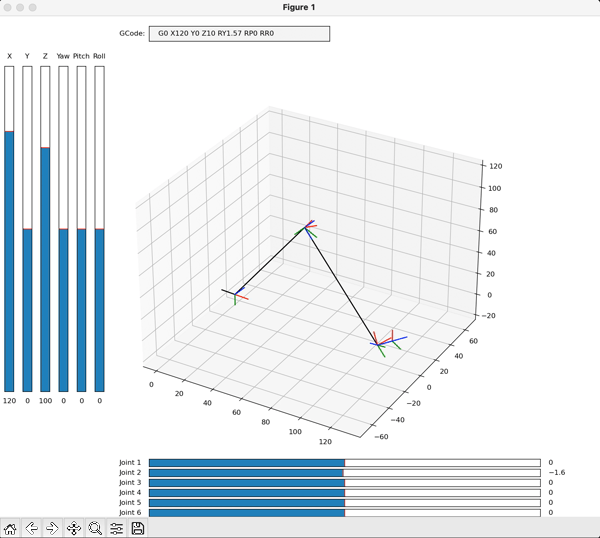 Figure 1
GCode: G0 X120 Y0 Z10 RY1.57 RP0 RR0
X Y Z Yaw Pitch Roll
120
100
80
60
40
20
0
−20
60
40
20
0
−20
−40
−60
0 20 40 60 80 100 120
120 0 100 0 0 0
Joint 1 0
Joint 2 −1.6
Joint 3 0
Joint 4 0
Joint 5 0
Joint 6 0